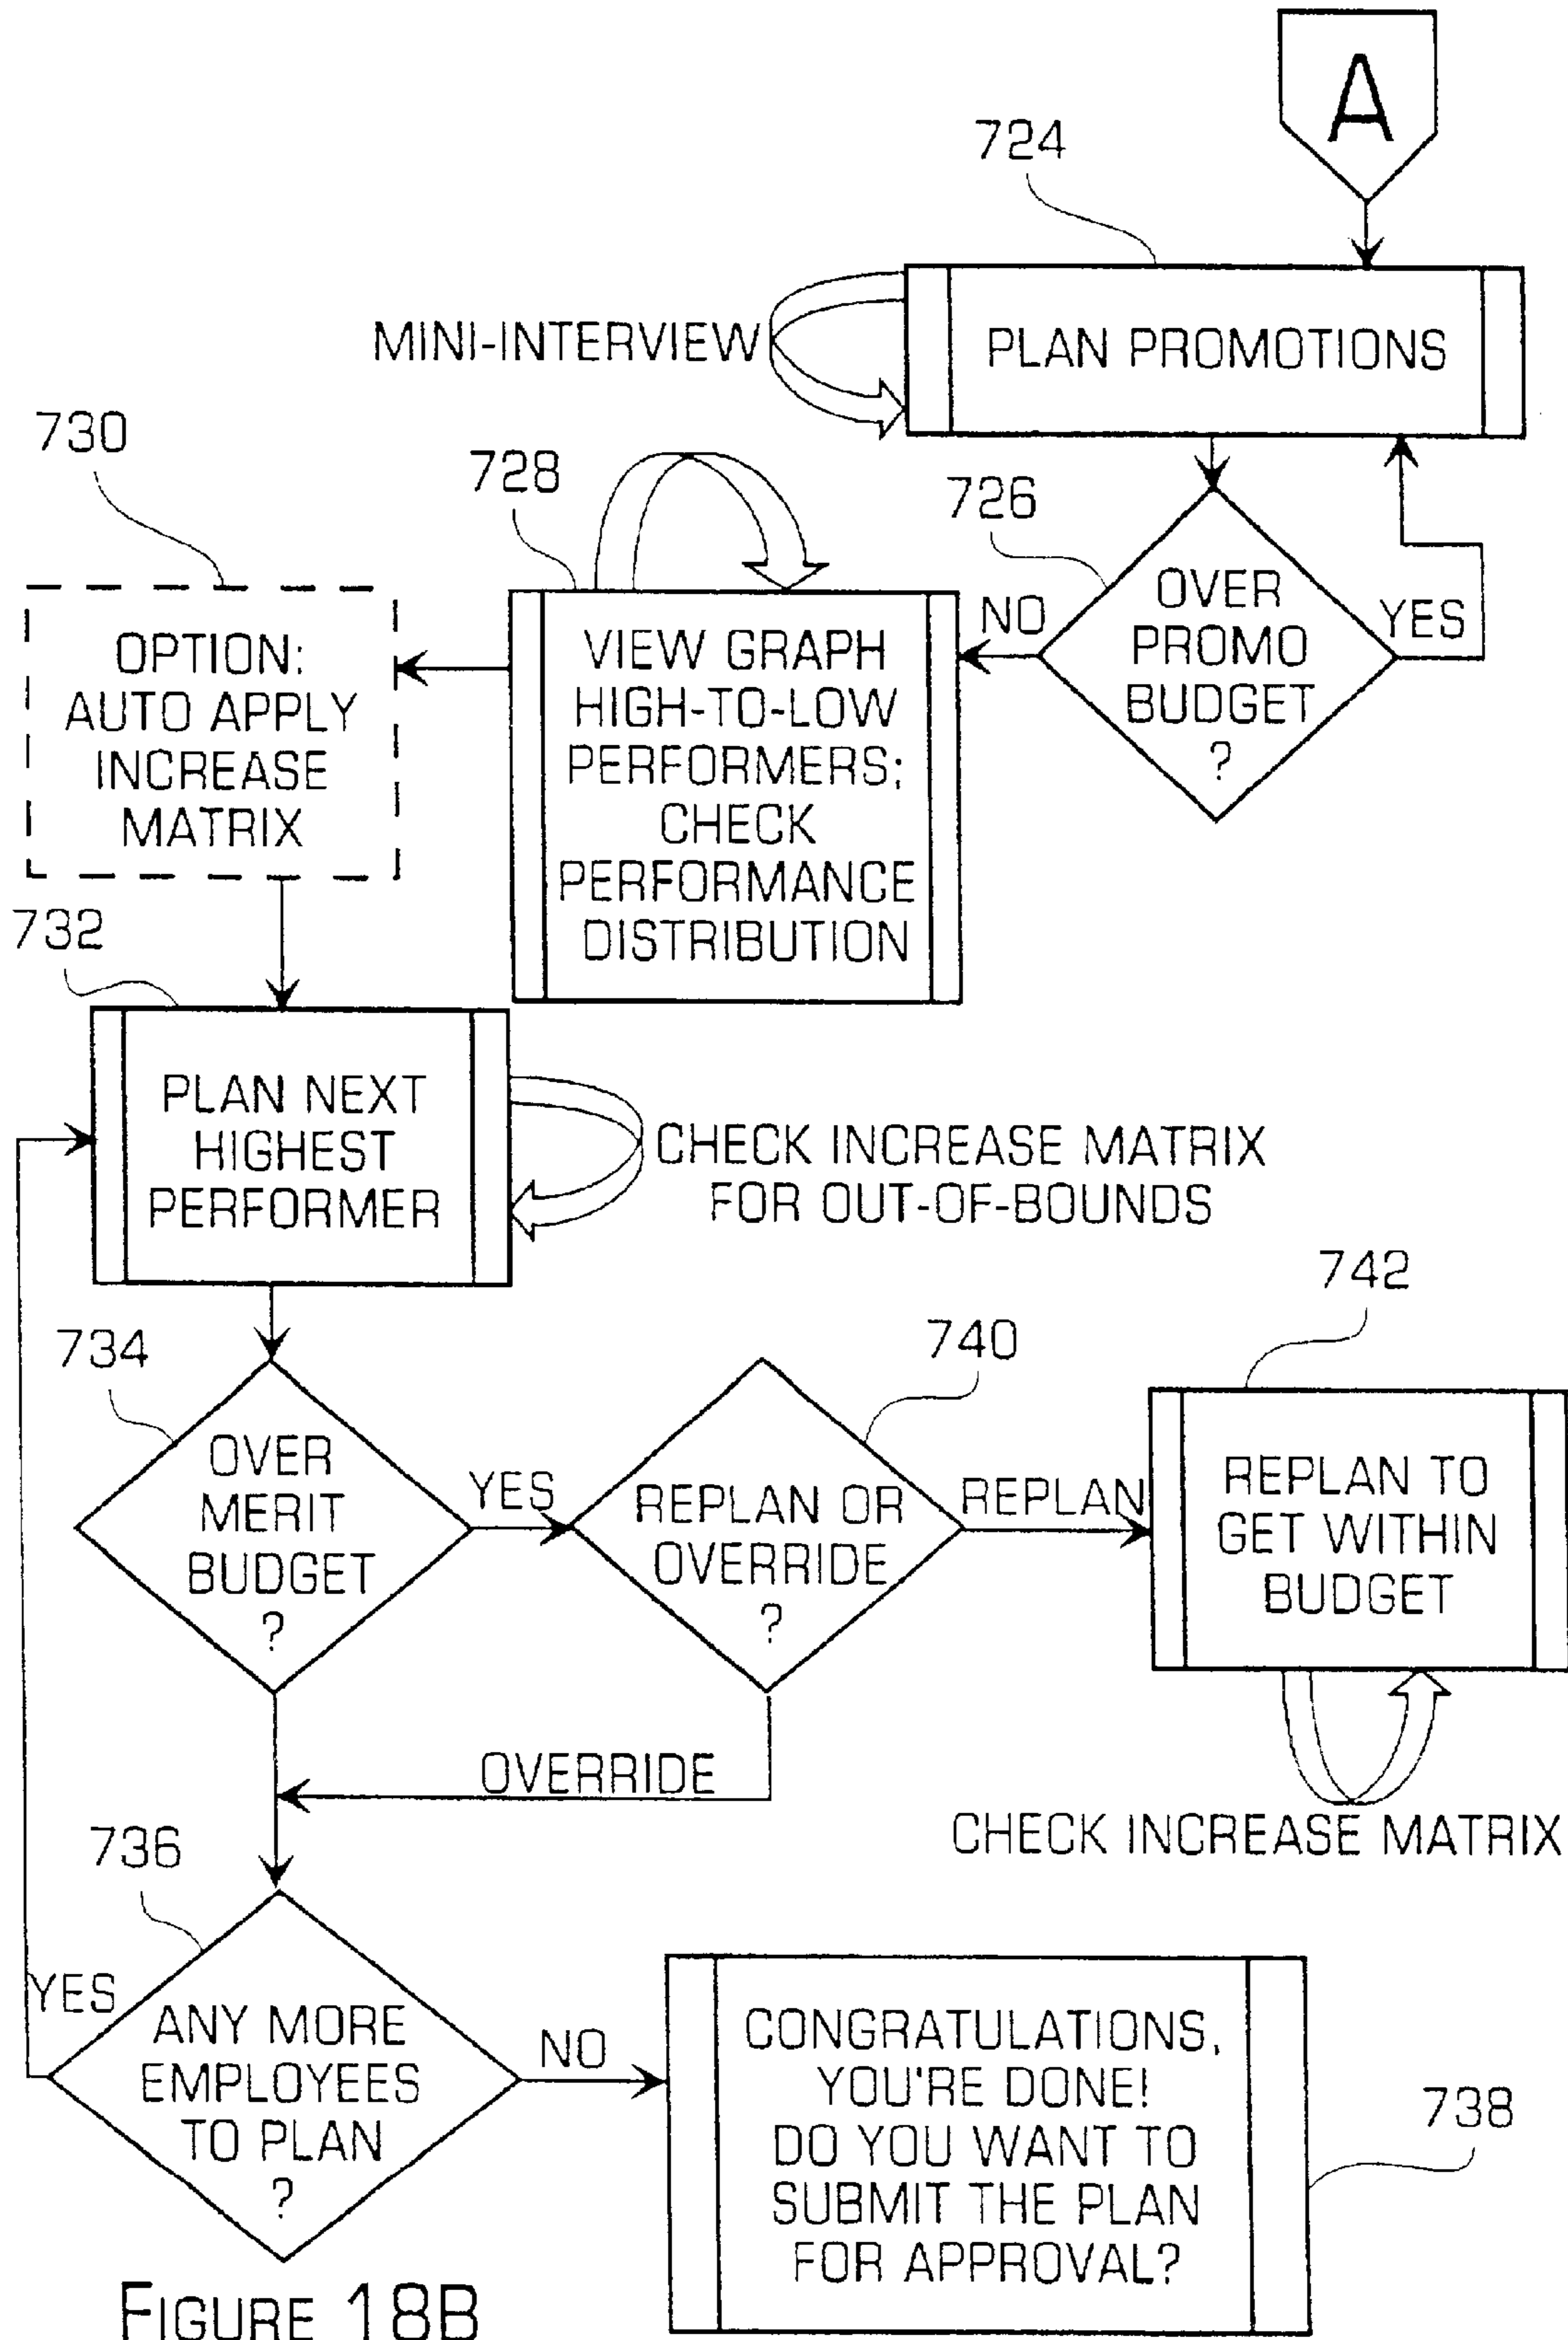 A
724
MINI-INTERVIEW
PLAN PROMOTIONS
730
728
726
OVER
PROMO
BUDGET
?
YES
NO
VIEW GRAPH
HIGH-TO-LOW
PERFORMERS;
CHECK
PERFORMANCE
DISTRIBUTION
OPTION:
AUTO APPLY
INCREASE
MATRIX
732
PLAN NEXT
HIGHEST
PERFORMER
CHECK INCREASE MATRIX
FOR OUT-OF-BOUNDS
734
OVER
MERIT
BUDGET
?
YES
740
REPLAN OR
OVERRIDE
?
REPLAN
742
REPLAN TO
GET WITHIN
BUDGET
CHECK INCREASE MATRIX
OVERRIDE
736
YES
ANY MORE
EMPLOYEES
TO PLAN
?
NO
CONGRATULATIONS,
YOU'RE DONE!
DO YOU WANT TO
SUBMIT THE PLAN
FOR APPROVAL?
738
FIGURE 18B